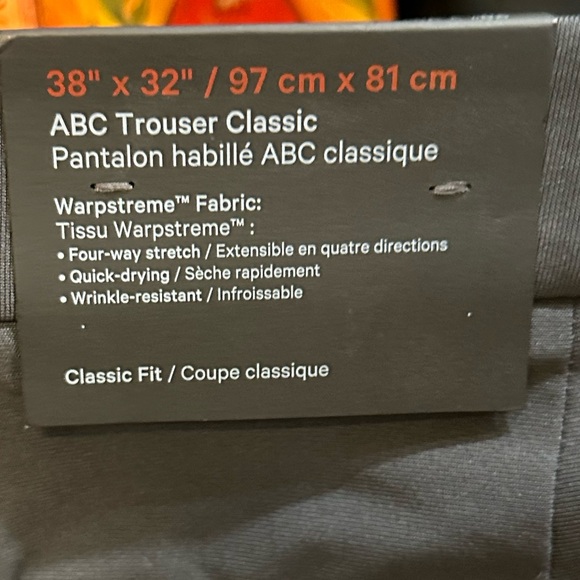 38" x 32" / 97 cm x 81 cm
ABC Trouser Classic
Pantalon habillé ABC classique
Warpstreme™ Fabric:
Tissu Warpstreme™ :
• Four-way stretch / Extensible en quatre directions
• Quick-drying / Sèche rapidement
• Wrinkle-resistant / Infroissable
Classic Fit / Coupe classique